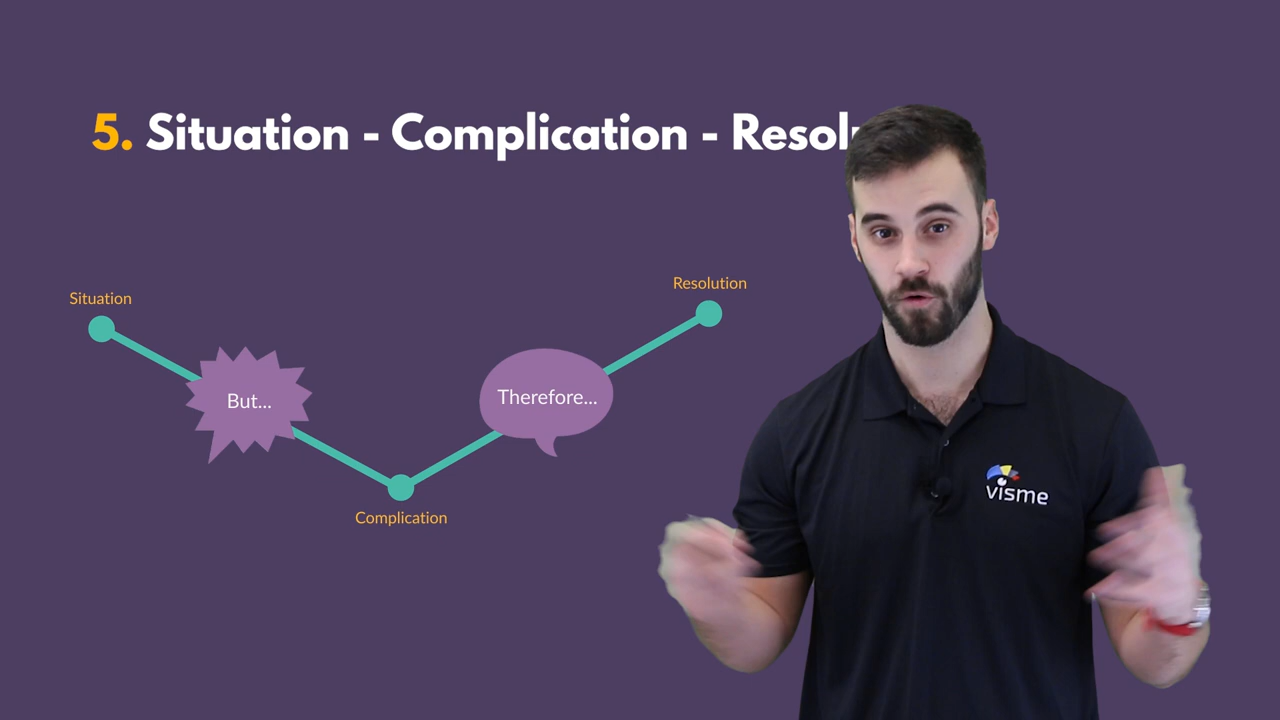 5. Situation - Complication -
Situation
Resolution
But...
Therefore...
Complication
visme